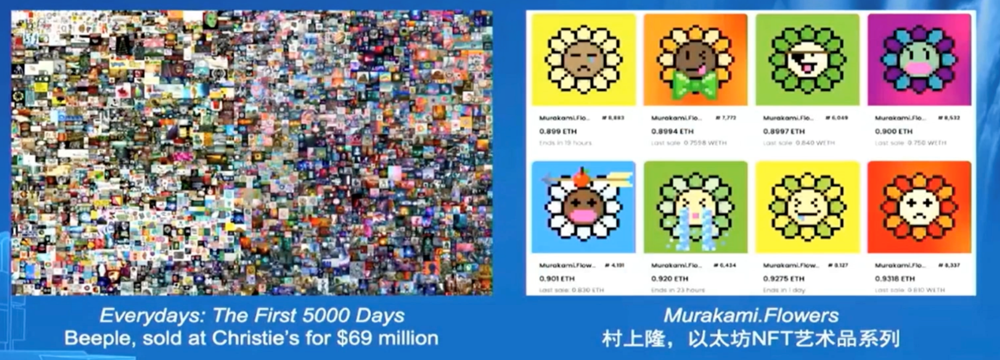 Murakami.Flo... # 8,883
0.899 ETH
Ends in 19 hours
Murakami.Flo... # 7,772
0.8994 ETH
Last sale: 0.7598 WETH
Murakami.Flo... # 6,049
0.8997 ETH
Last sale: 0.840 WETH
Murakami.Flo... # 8,532
0.900 ETH
Last sale: 0.750 WETH
Murakami.Flow... # 4,191
0.901 ETH
Last sale: 0.830 ETH
Murakami.Flo... # 6,434
0.920 ETH
Ends in 23 hours
Murakami.Flow...
0.9275 ETH
Ends in 1 day
Murakami.Flo... # 8,337
0.9318 ETH
Last sale: 0.810 WETH
Everydays: The First 5000 Days
Beeple, sold at Christie's for $69 million
Murakami.Flowers
村上隆，以太坊NFT艺术品系列